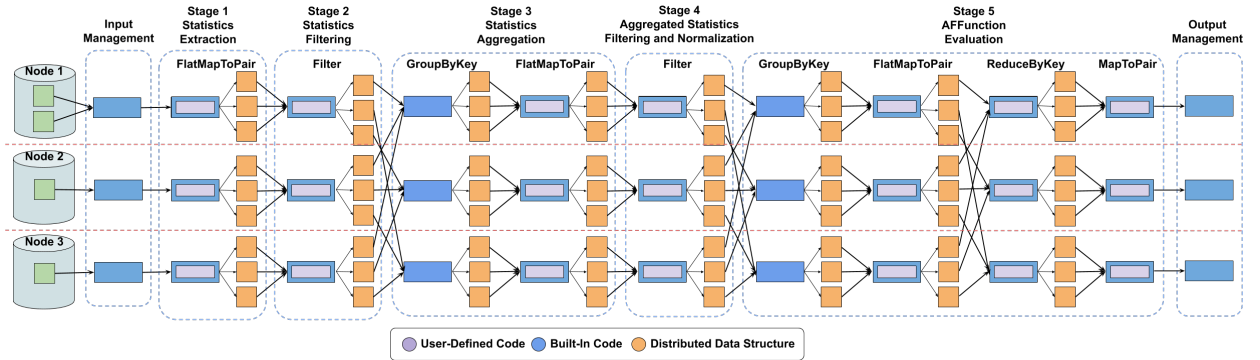 Input
Management
Stage 1
Statistics
Extraction
Stage 2
Statistics
Filtering
Stage 3
Statistics
Aggregation
Stage 4
Aggregated Statistics
Filtering and Normalization
Stage 5
AFFunction
Evaluation
Output
Management
FlatMapToPair
Filter
GroupByKey
FlatMapToPair
Filter
GroupByKey
FlatMapToPair
ReduceByKey
MapToPair
Node 1
Node 2
Node 3
User-Defined Code
Built-In Code
Distributed Data Structure